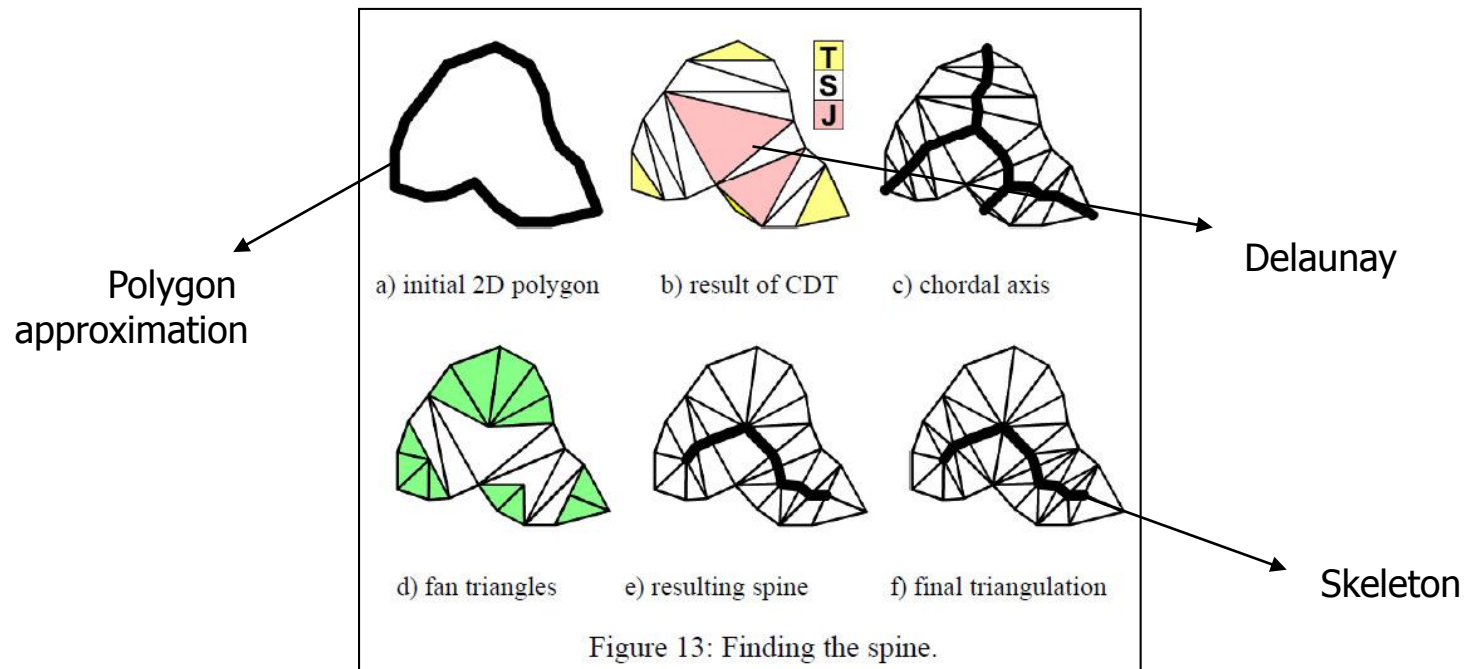 T
S
J
Polygon
approximation
Delaunay
a) initial 2D polygon
b) result of CDT
c) chordal axis
d) fan triangles
e) resulting spine
f) final triangulation
Skeleton
Figure 13: Finding the spine.